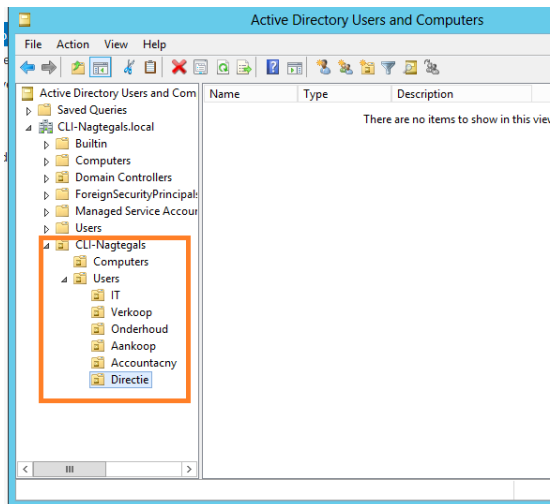 Active Directory Users and Computers
File Action View Help
Active Directory Users and Com
Name Type Description
Saved Queries
There are no items to show in this view
CLI-Nagtegals.local
Builtin
Computers
Domain Controllers
ForeignSecurityPrincipals
Managed Service Accour
Users
CLI-Nagtegals
Computers
Users
IT
Verkoop
Onderhoud
Aankoop
Accountacny
Directie